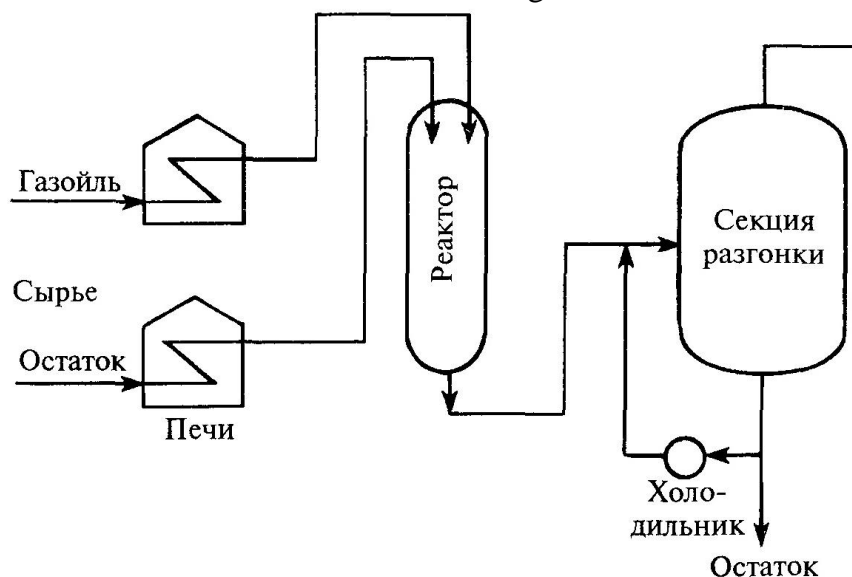 Газойль
Сырье
Остаток
Печи
Реактор
Секция
разгонки
Холо-
дильник
Остаток